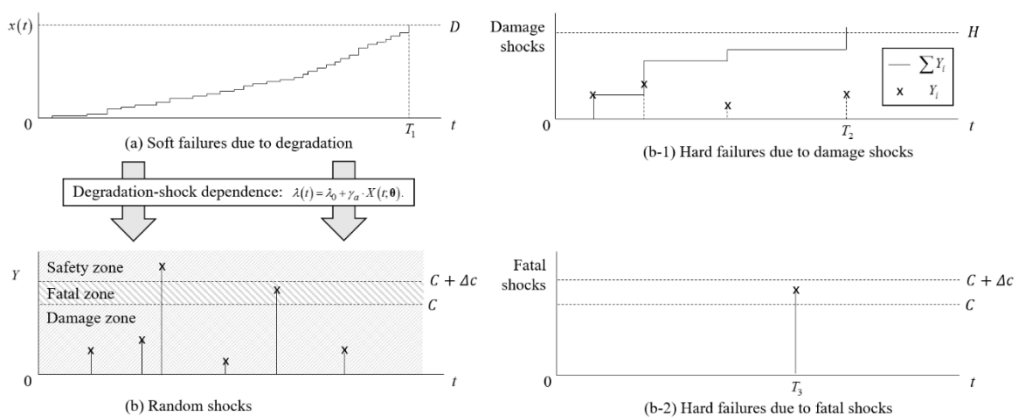 x(t)
D
0
T1
t
(a) Soft failures due to degradation
Damage
shocks
H
— ∑Yi
x Yi
0
T2
t
(b-1) Hard failures due to damage shocks
Degradation-shock dependence: λ(t) = λ0 + γα · X(t;θ).
Y
Safety zone
C + Δc
Fatal zone
C
Damage zone
0
t
(b) Random shocks
Fatal
shocks
C + Δc
C
0
T3
t
(b-2) Hard failures due to fatal shocks